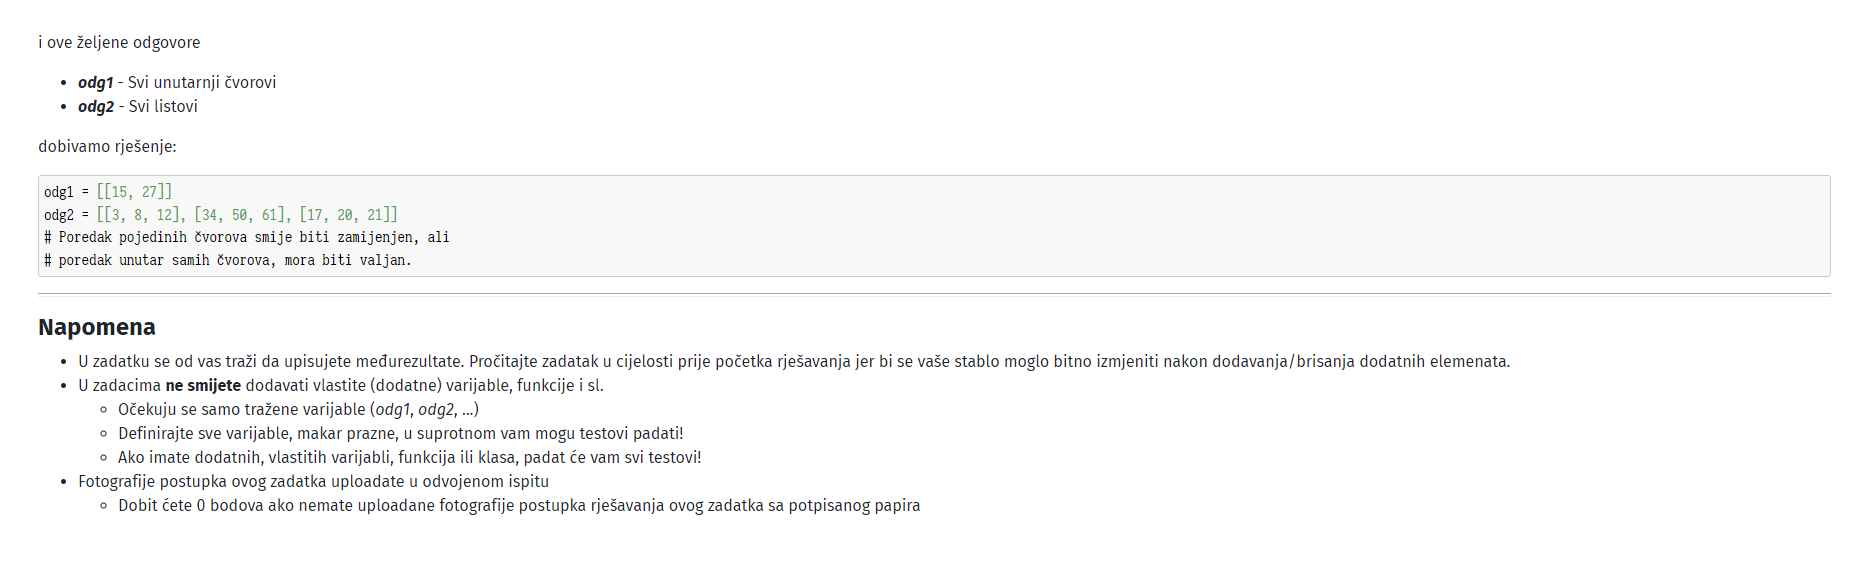 i ove željene odgovore
• odg1 - Svi unutarnji čvorovi
• odg2 - Svi listovi
dobivamo rješenje:
odg1 = [[15, 27]]
odg2 = [[3, 8, 12], [34, 50, 61], [17, 20, 21]]
# Poredak pojedinih čvorova smije biti zamijenjen, ali
# poredak unutar samih čvorova, mora biti valjan.
Napomena
• U zadatku se od vas traži da upisujete međurezultate. Pročitajte zadatak u cijelosti prije početka rješavanja jer bi se vaše stablo moglo bitno izmjeniti nakon dodavanja/brisanja dodatnih elemenata.
• U zadacima ne smijete dodavati vlastite (dodatne) varijable, funkcije i sl.
◦ Očekuju se samo tražene varijable (odg1, odg2, ...)
◦ Definirajte sve varijable, makar prazne, u suprotnom vam mogu testovi padati!
◦ Ako imate dodatnih, vlastitih varijabli, funkcija ili klasa, padat će vam svi testovi!
• Fotografije postupka ovog zadatka uploadate u odvojenom ispitu
◦ Dobit ćete 0 bodova ako nemate uploadane fotografije postupka rješavanja ovog zadatka sa potpisanog papira